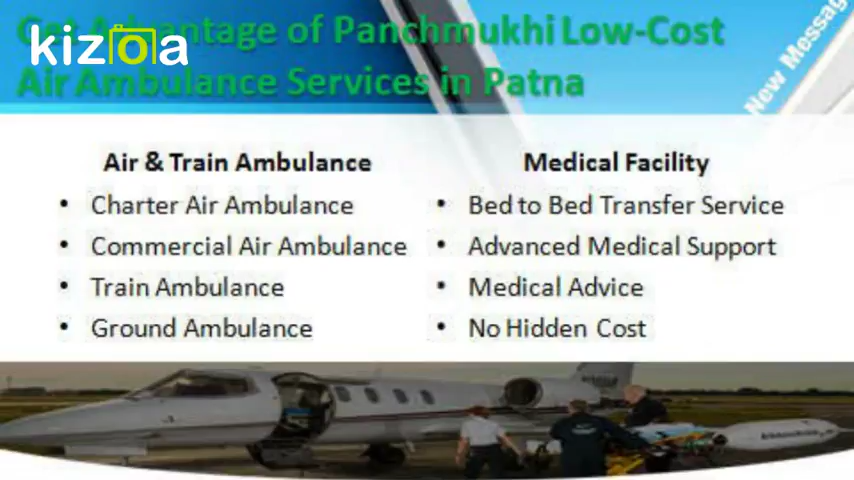 Get Advantage of Panchmukhi Low-Cost
kizoa
Air Ambulance Services in Patna
New Message
Air & Train Ambulance
• Charter Air Ambulance
• Commercial Air Ambulance
• Train Ambulance
• Ground Ambulance
Medical Facility
• Bed to Bed Transfer Service
• Advanced Medical Support
• Medical Advice
• No Hidden Cost